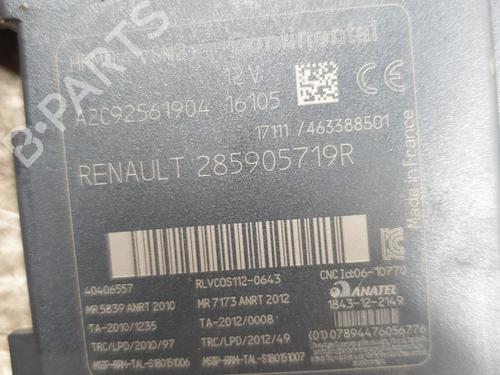 VSN2 Continental
12 V
A2C92561904 16105
17111 / 463388501
RENAULT 285905719R
Made in France
40406557 RLVCOS112-0643 CNC Id:06-10770
MR 5839 ANRT 2010 MR 7173 ANRT 2012 ANATEL
TA-2010/1235 TA-2012/0008 1843-12-2149
TRC/LPD/2010/97 TRC/LPD/2012/49 (01)07894476056776
MSIP-RRM-TAL-S180151006 MSIP-RRM-TAL-S180151007